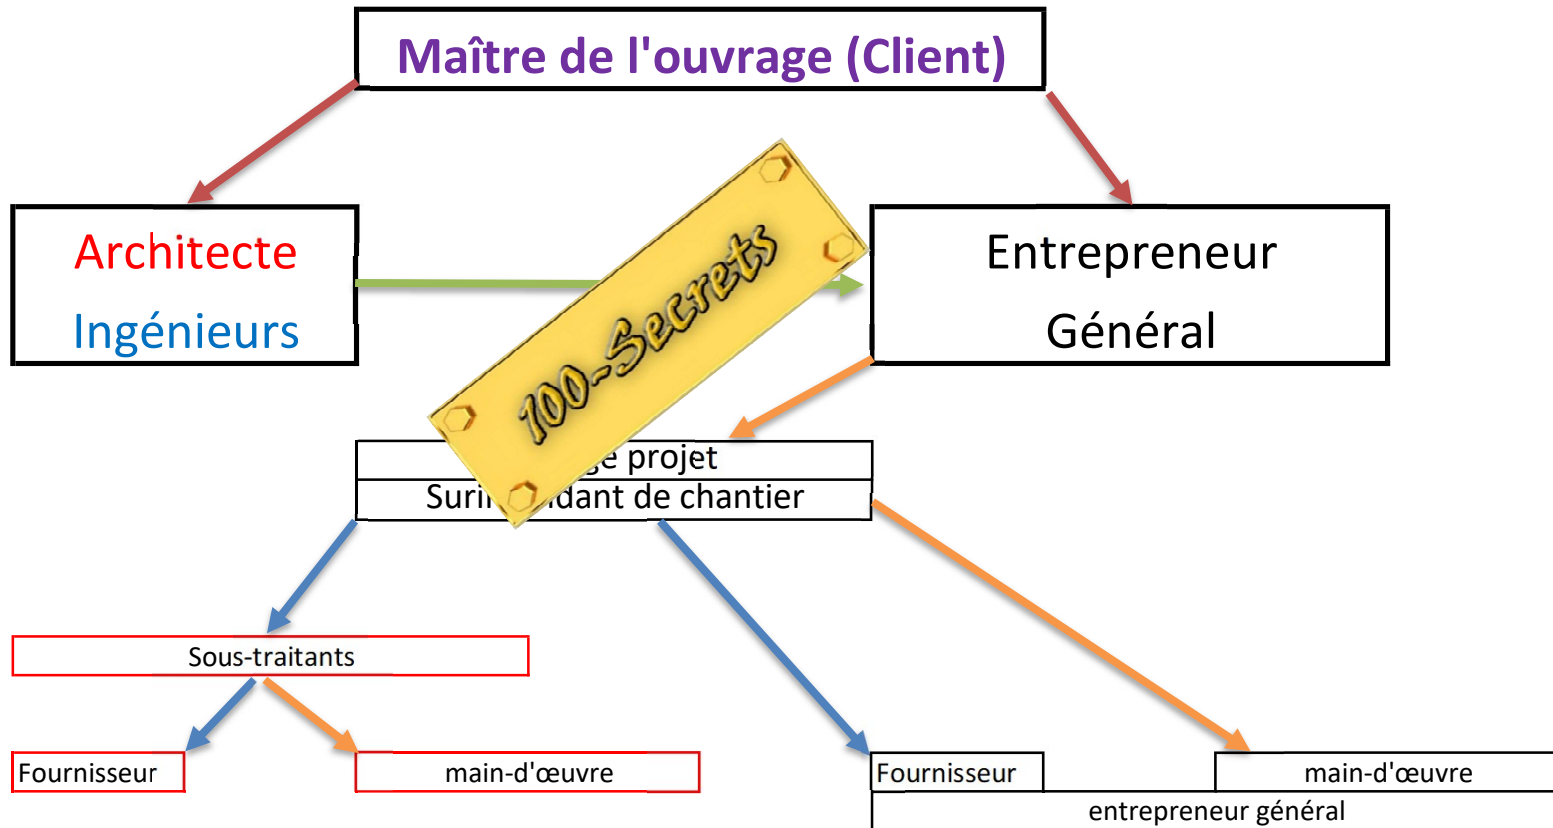 Maître de l'ouvrage (Client)
Architecte
Ingénieurs
Entrepreneur
Général
100-Secrets
projet
de chantier
Sous-traitants
Fournisseur
main-d'œuvre
Fournisseur
main-d'œuvre
entrepreneur général